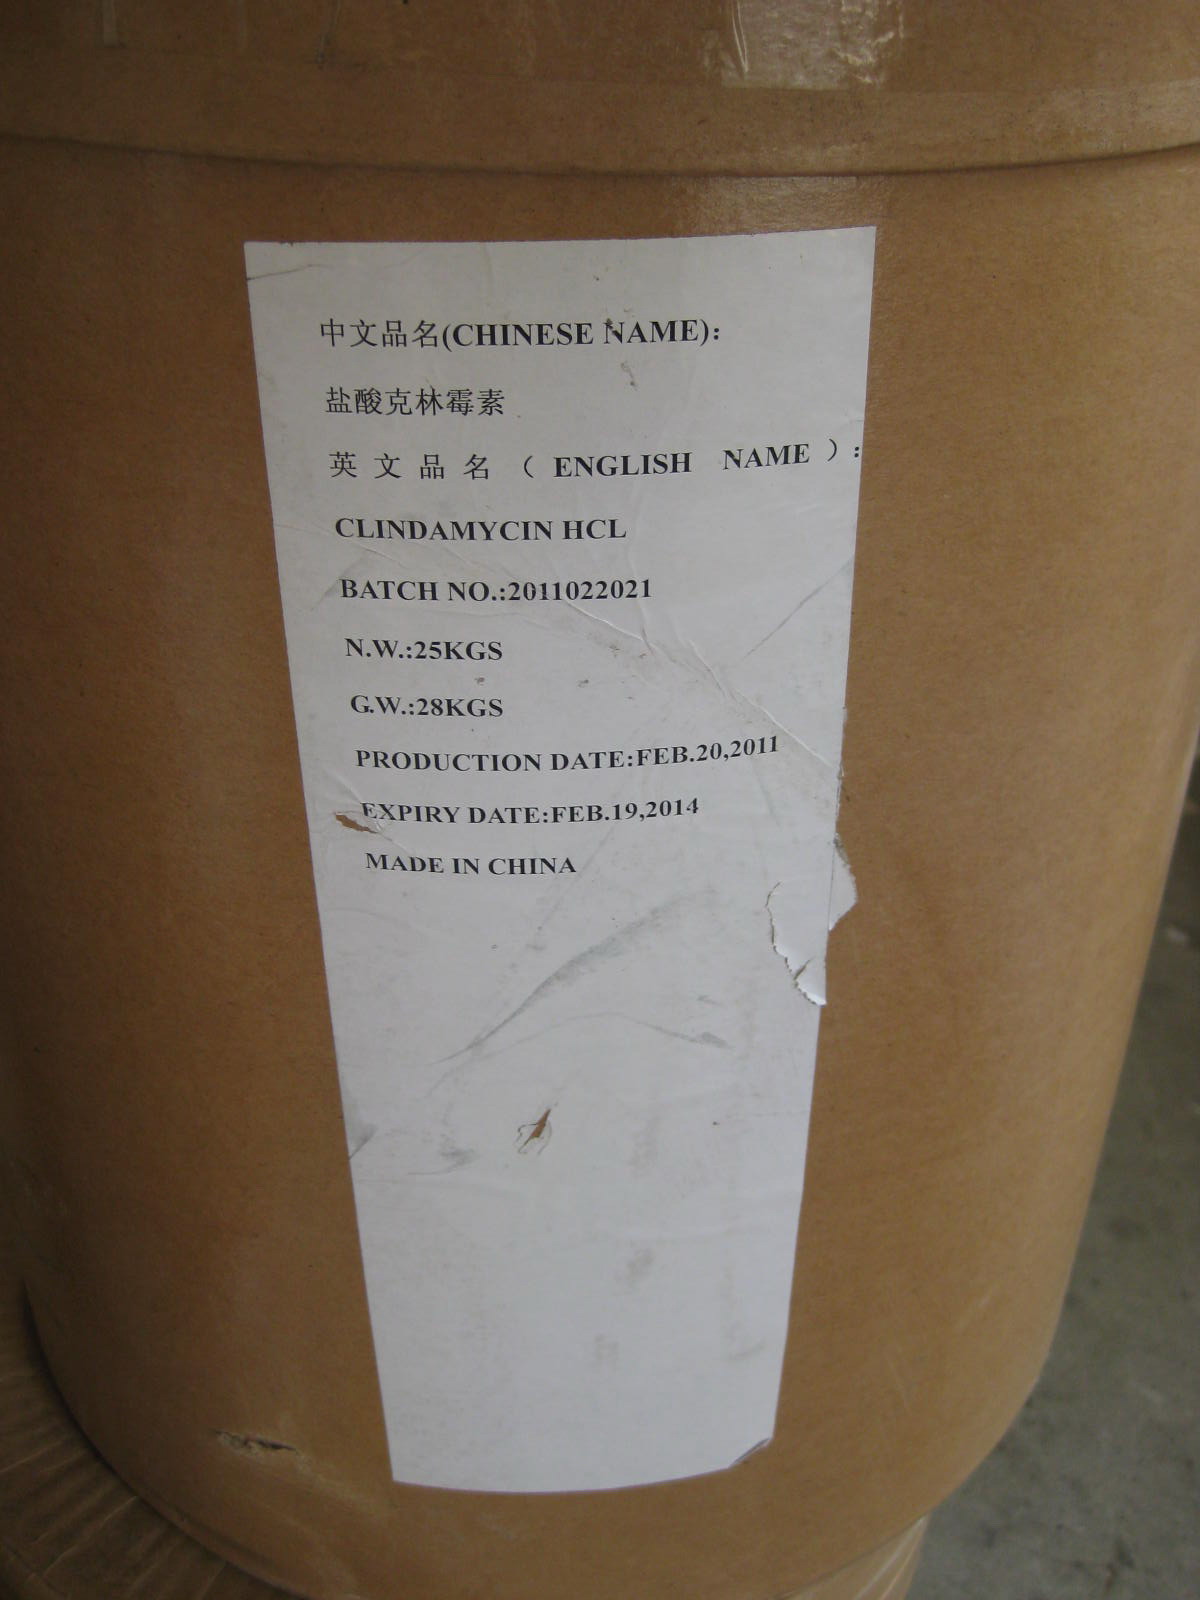 中文品名(CHINESE NAME):
盐酸克林霉素
英文品名（ENGLISH NAME）:
CLINDAMYCIN HCL
BATCH NO.:2011022021
N.W.:25KGS
G.W.:28KGS
PRODUCTION DATE:FEB.20,2011
EXPIRY DATE:FEB.19,2014
MADE IN CHINA